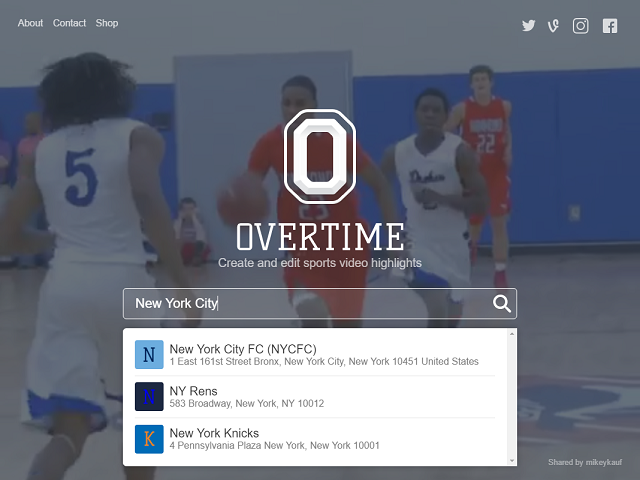 About Contact Shop
5
22
23
Dukes
O
OVERTIME
Create and edit sports video highlights
New York City
N
New York City FC (NYCFC)
1 East 161st Street Bronx, New York City, New York 10451 United States
N
NY Rens
583 Broadway, New York, NY 10012
K
New York Knicks
4 Pennsylvania Plaza New York, New York 10001
Shared by mikeykauf